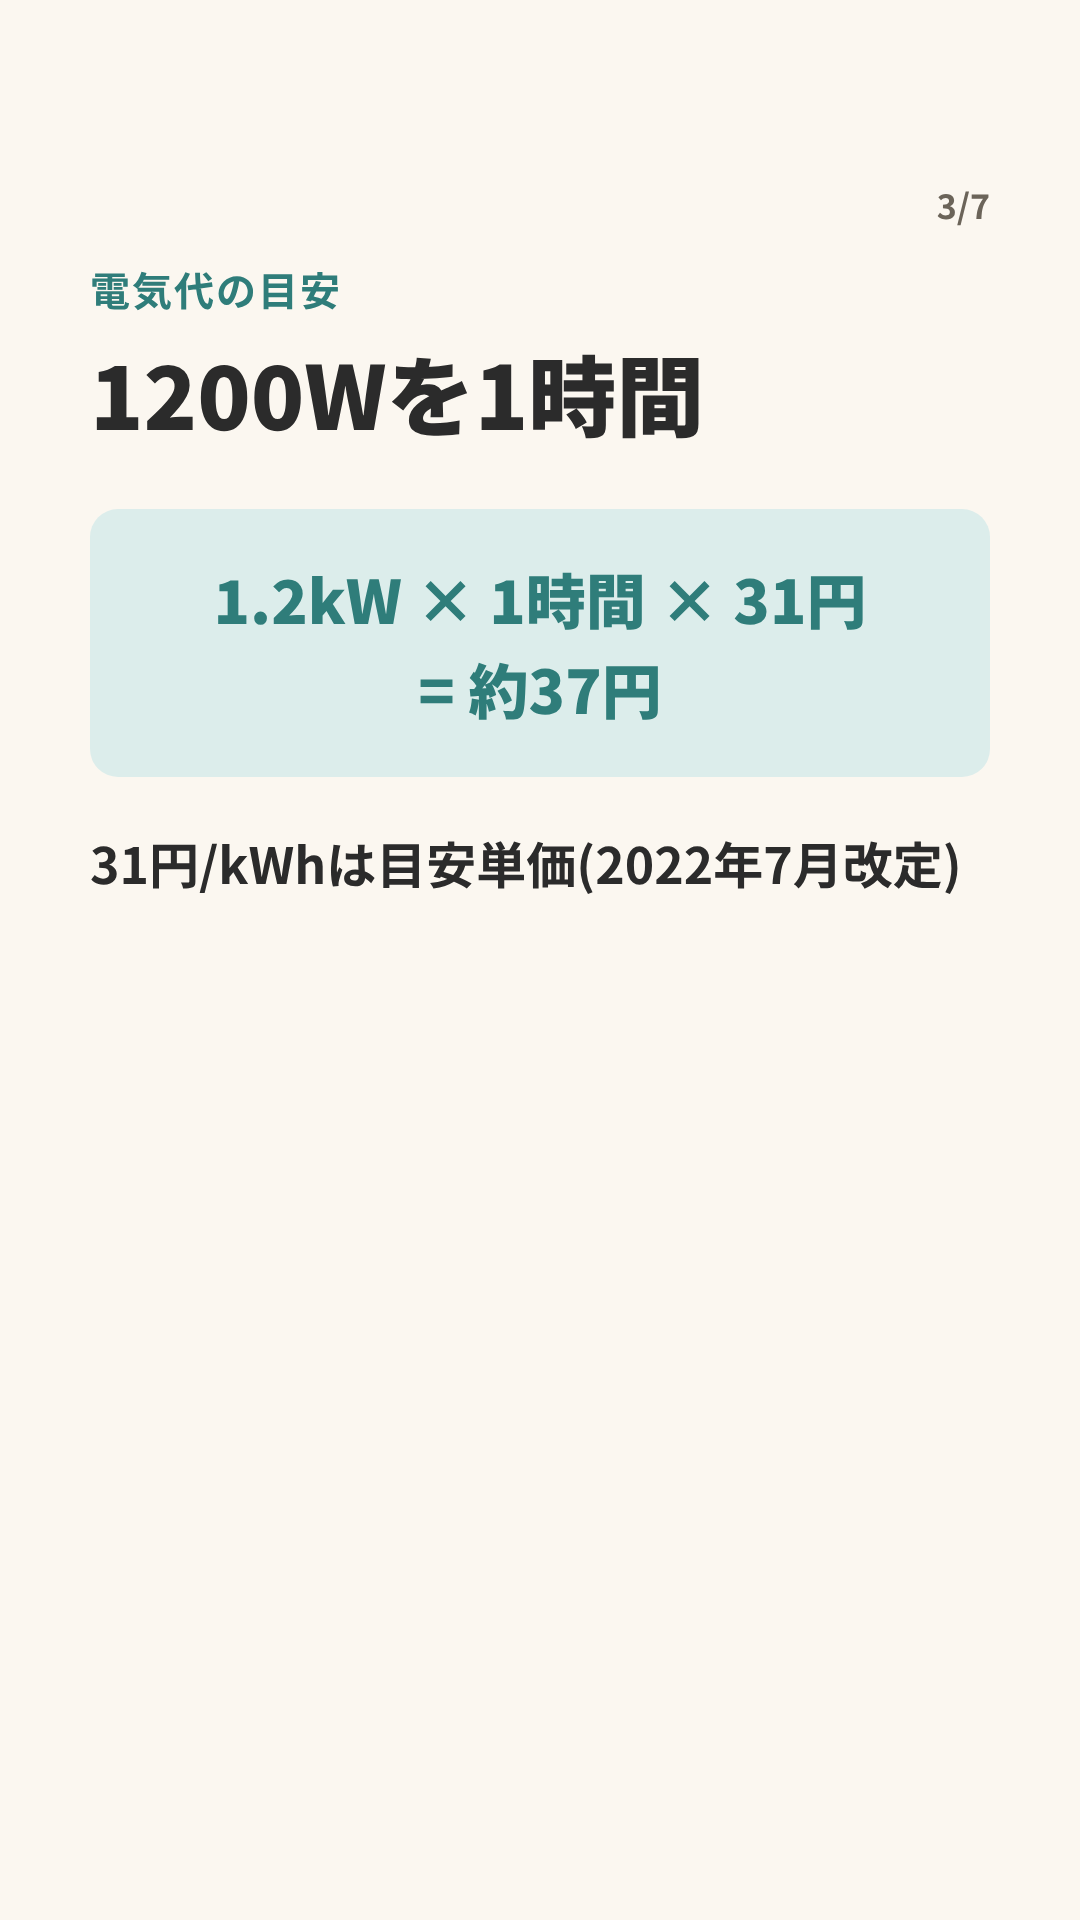 3/7
電気代の目安
1200Wを1時間
1.2kW × 1時間 × 31円
= 約37円
31円/kWhは目安単価(2022年7月改定)